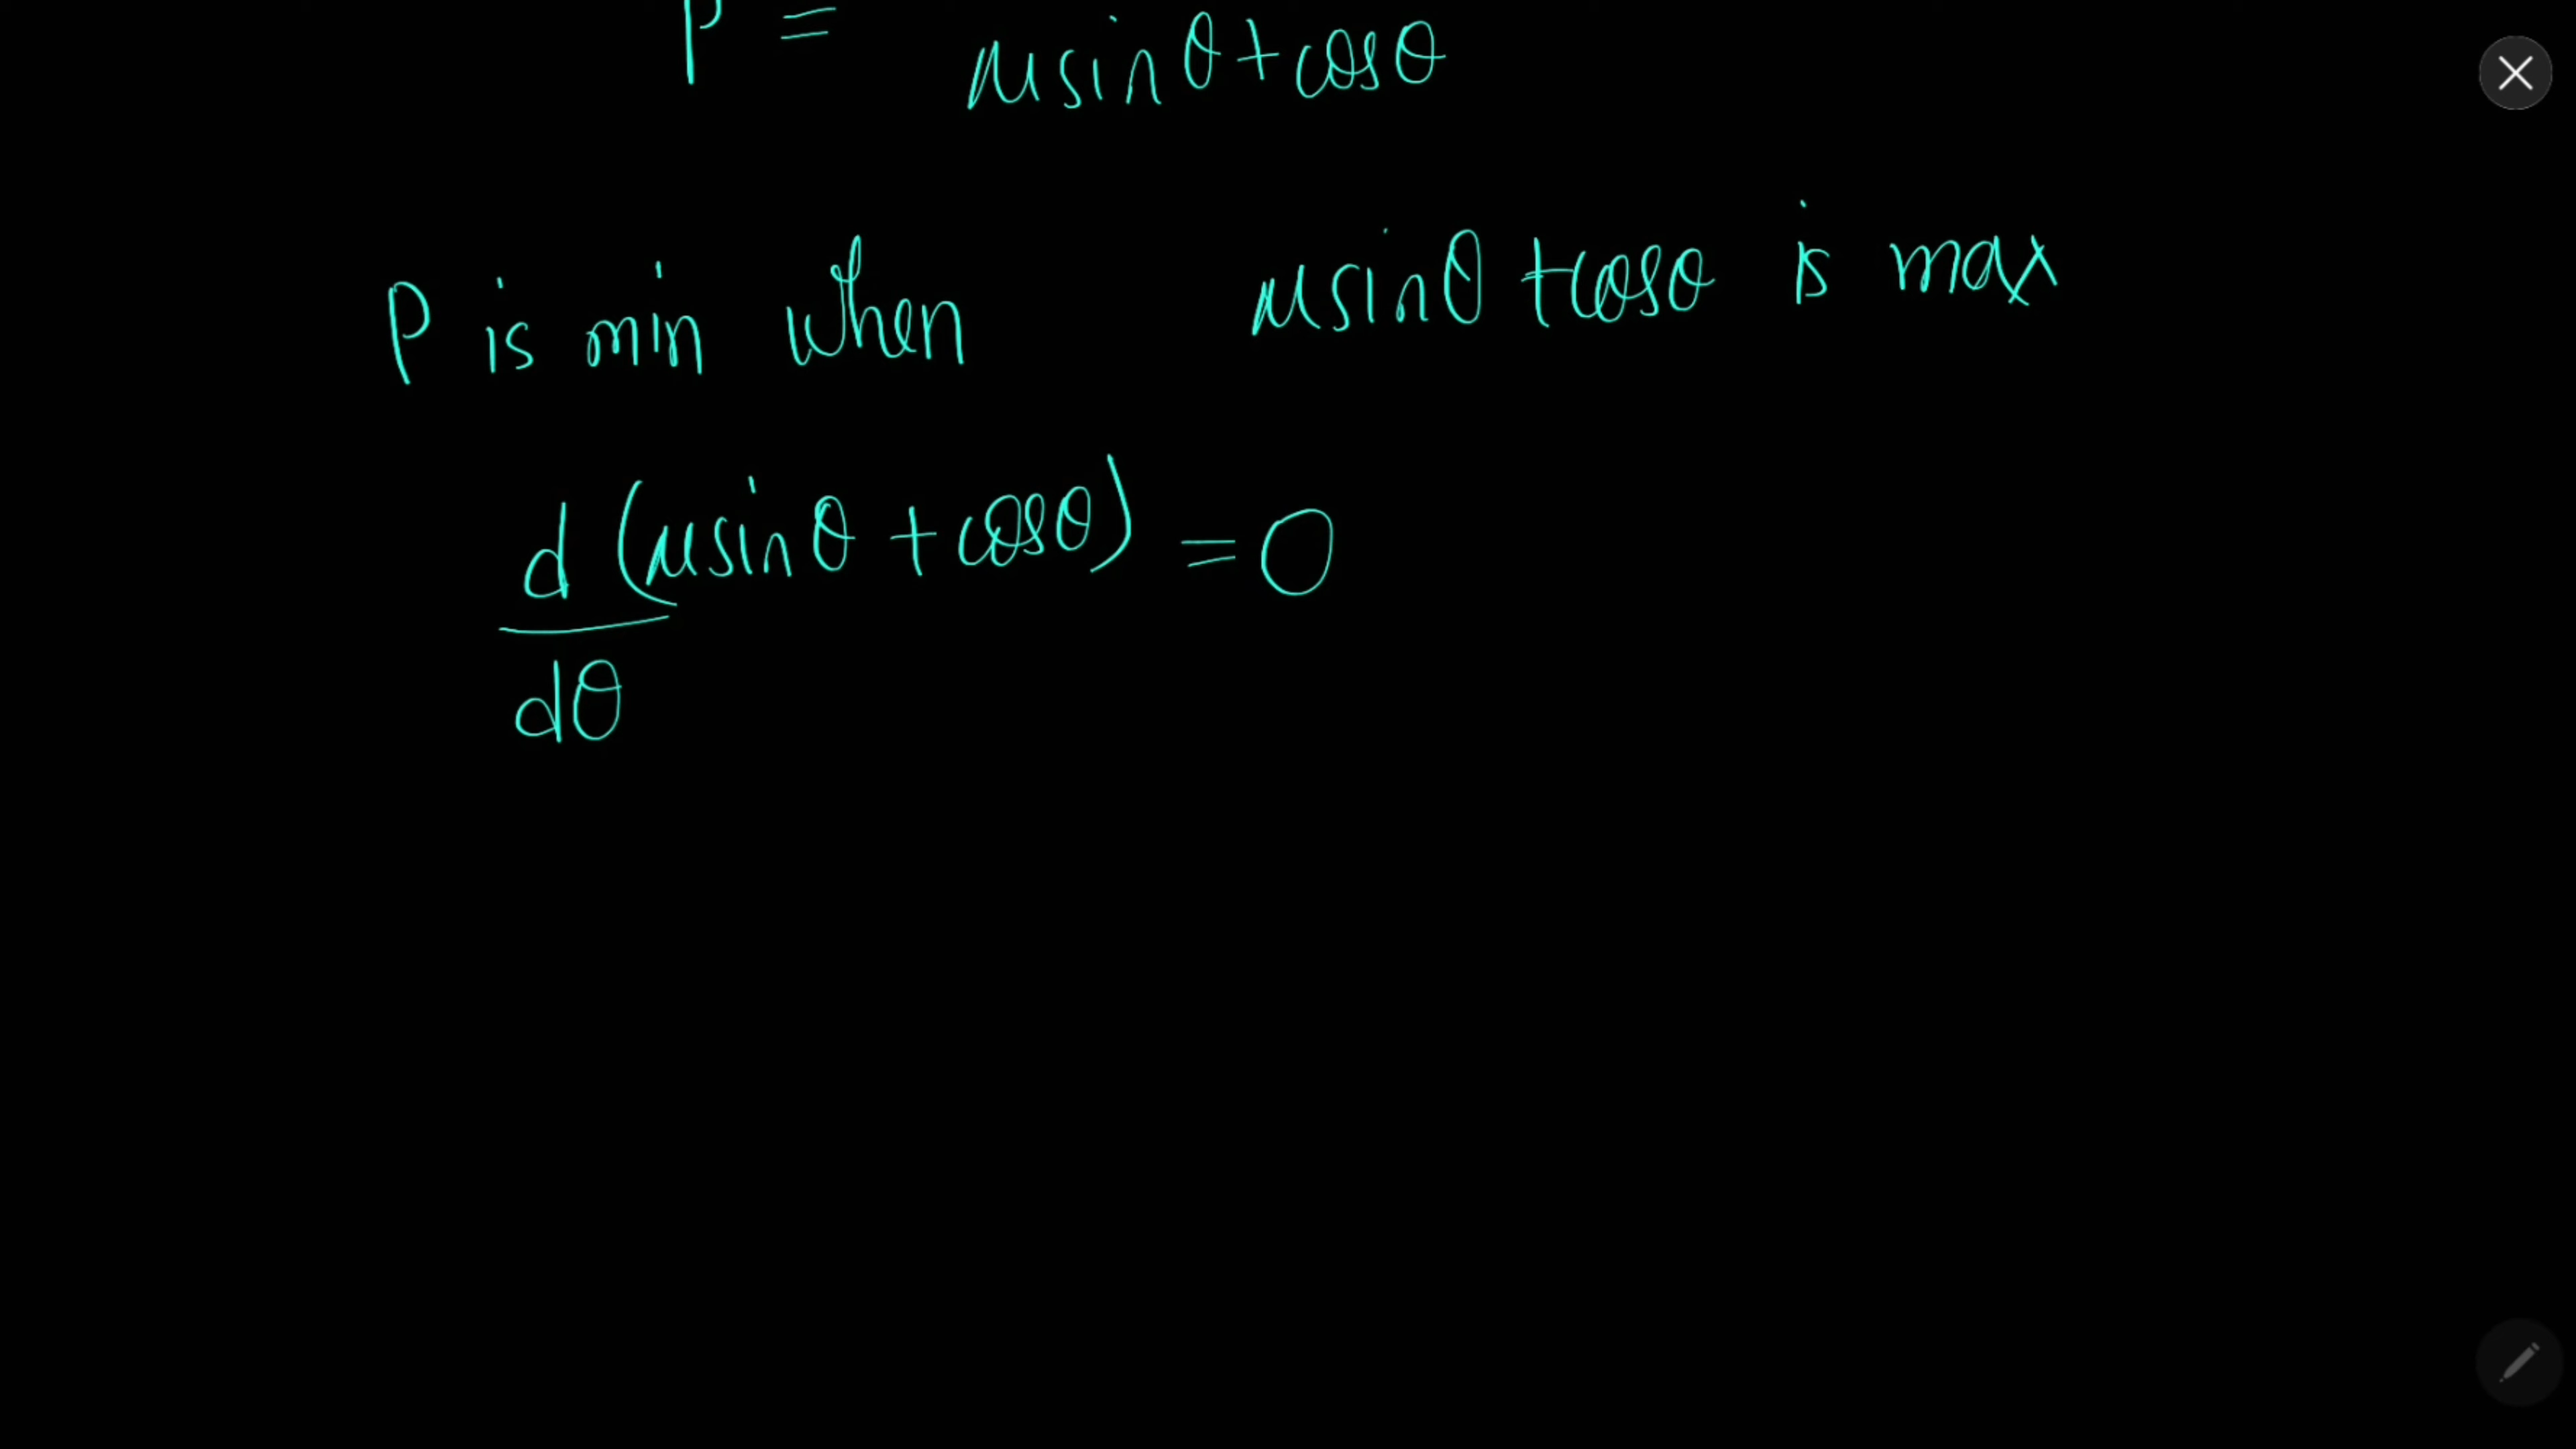 P =
μsinθ+cosθ
P is min when μsinθ +cosθ is max
d (μsinθ + cosθ) = 0
dθ